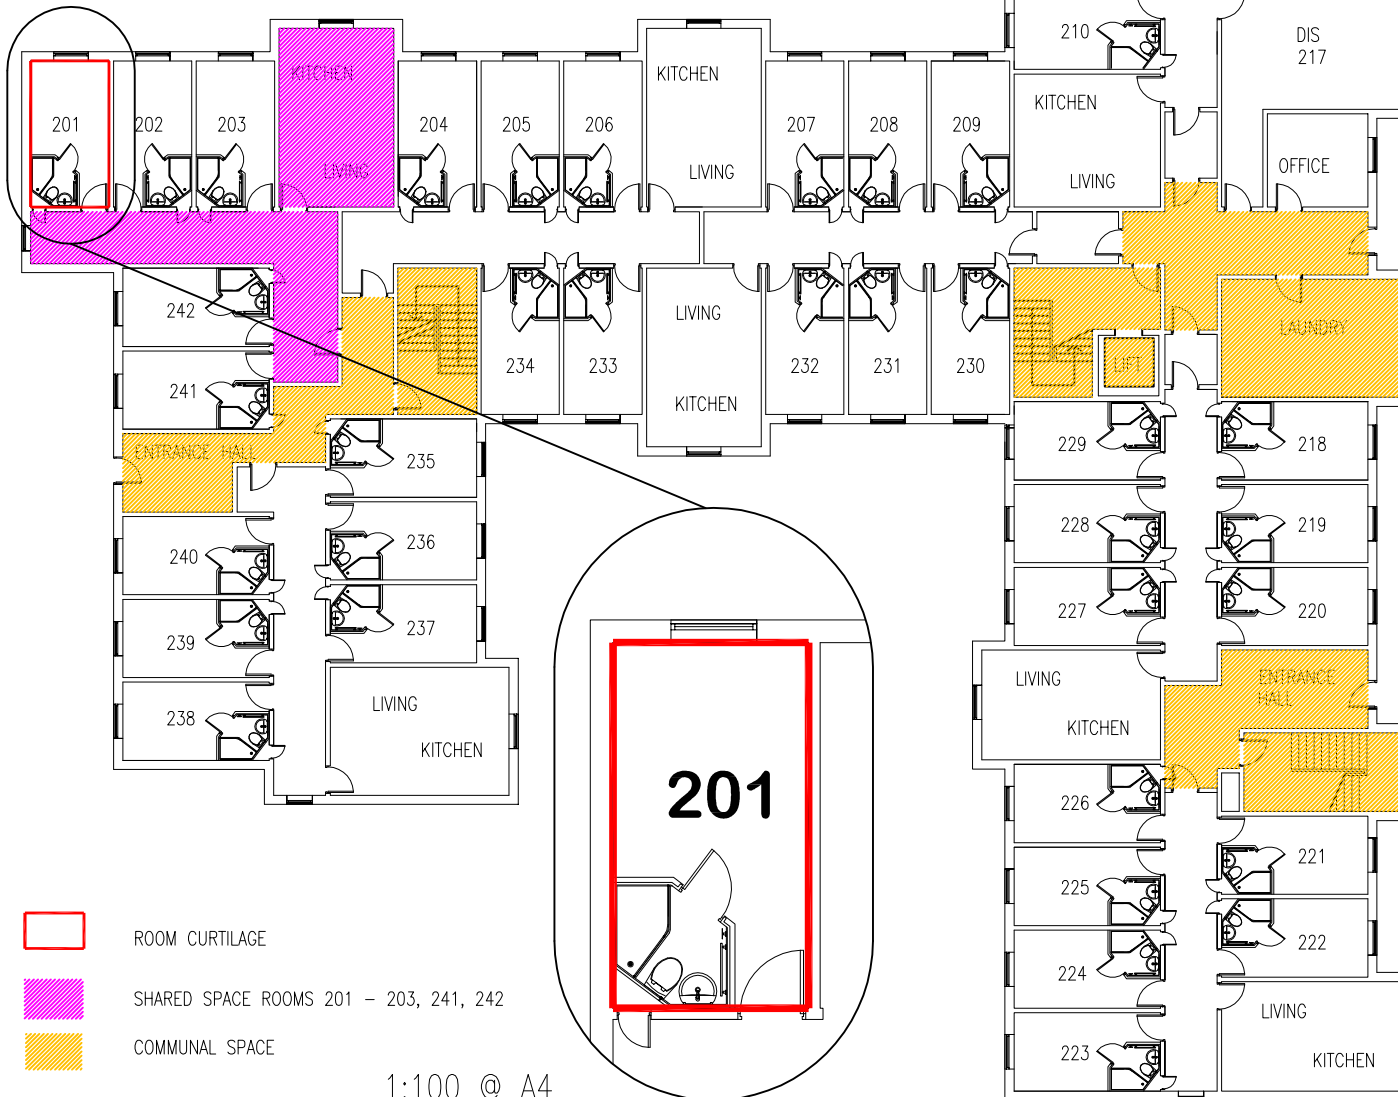 210
DIS
217
KITCHEN
KITCHEN
KITCHEN
201
202
203
204
205
206
207
208
209
LIVING
LIVING
LIVING
OFFICE
242
LIVING
LAUNDRY
234
233
232
231
230
LIFT
241
KITCHEN
ENTRANCE HALL
235
229
218
240
236
228
219
239
237
227
220
238
LIVING
KITCHEN
LIVING
KITCHEN
ENTRANCE
HALL
201
226
225
221
224
222
223
LIVING
KITCHEN
ROOM CURTILAGE
SHARED SPACE ROOMS 201 - 203, 241, 242
COMMUNAL SPACE
1:100 @ A4